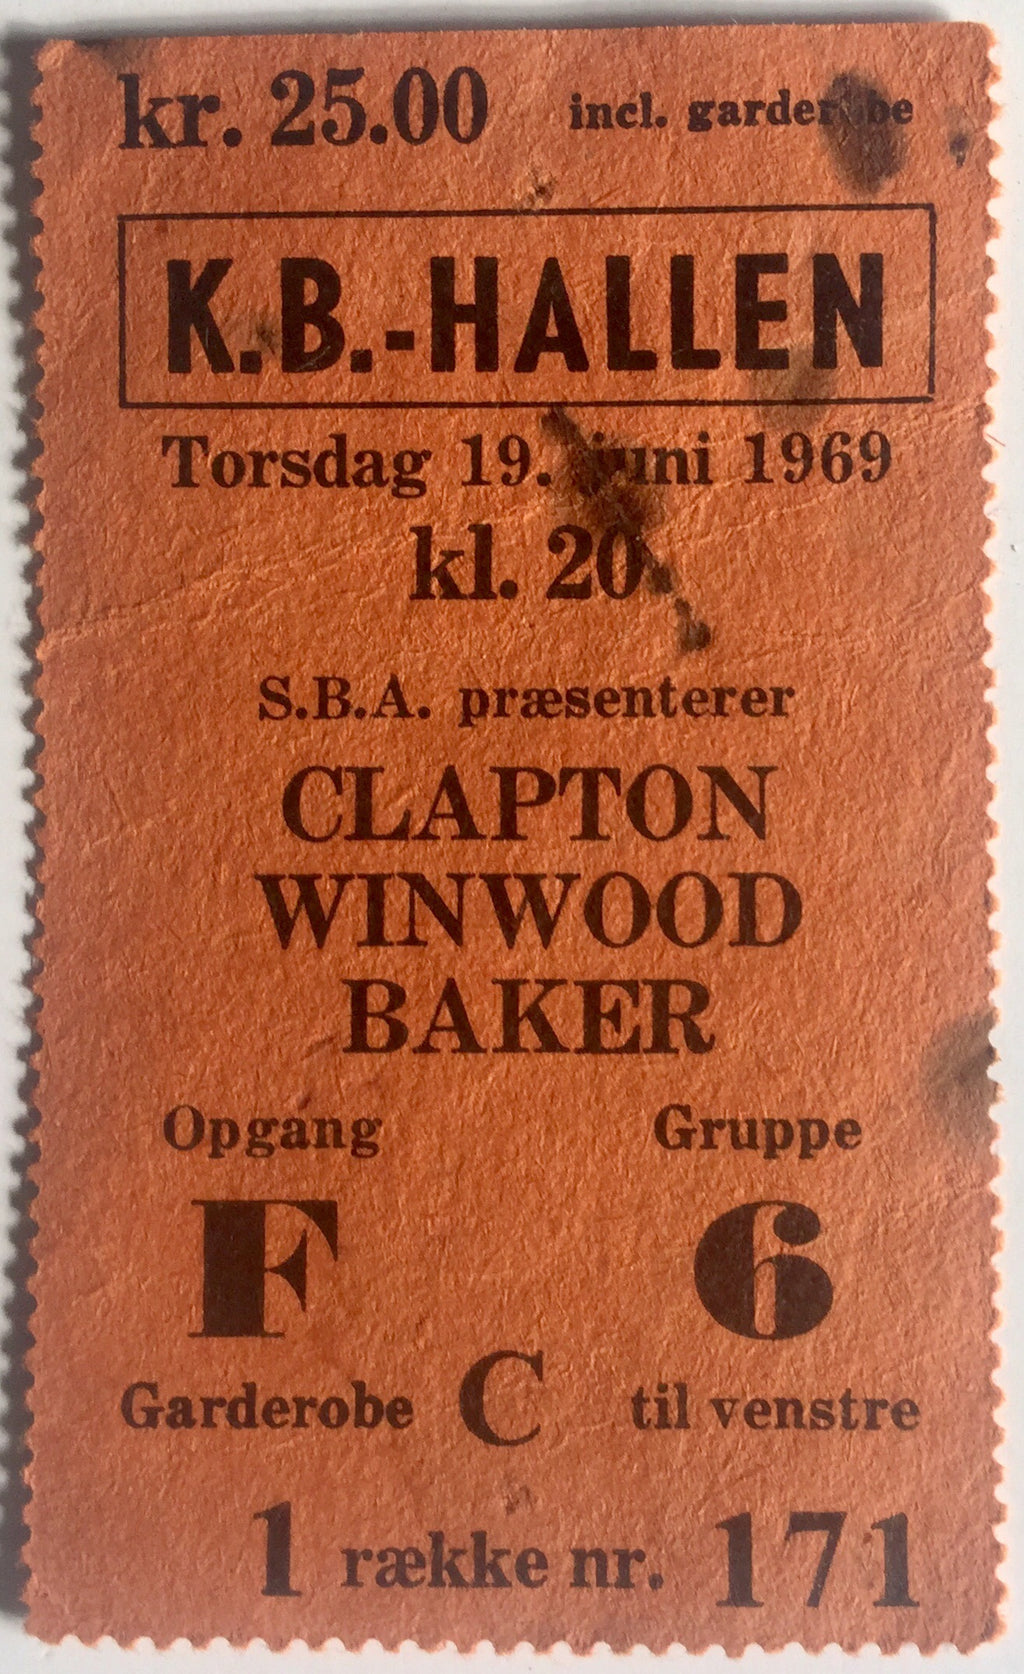 kr. 25.00 incl. garderobe
K.B.-HALLEN
Torsdag 19. juni 1969
kl. 20
S.B.A. præsenterer
CLAPTON
WINWOOD
BAKER
Opgang Gruppe
F 6
Garderobe C til venstre
1 række nr. 171